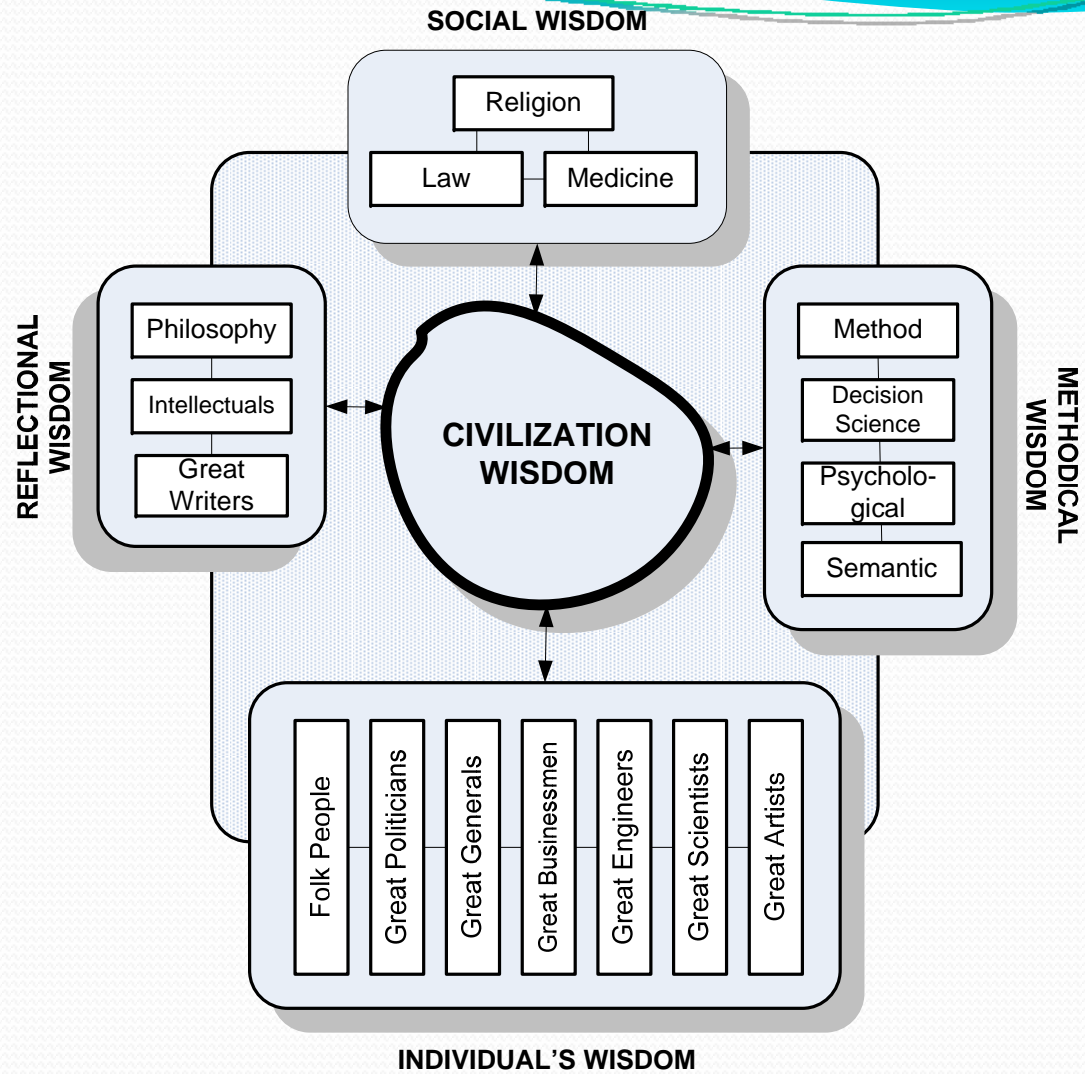 SOCIAL WISDOM
Religion
Law
Medicine
REFLECTIONAL
WISDOM
Philosophy
Intellectuals
Great
Writers
CIVILIZATION
WISDOM
Method
Decision
Science
Psycholo-
gical
Semantic
METHODICAL
WISDOM
Folk People
Great Politicians
Great Generals
Great Businessmen
Great Engineers
Great Scientists
Great Artists
INDIVIDUAL'S WISDOM